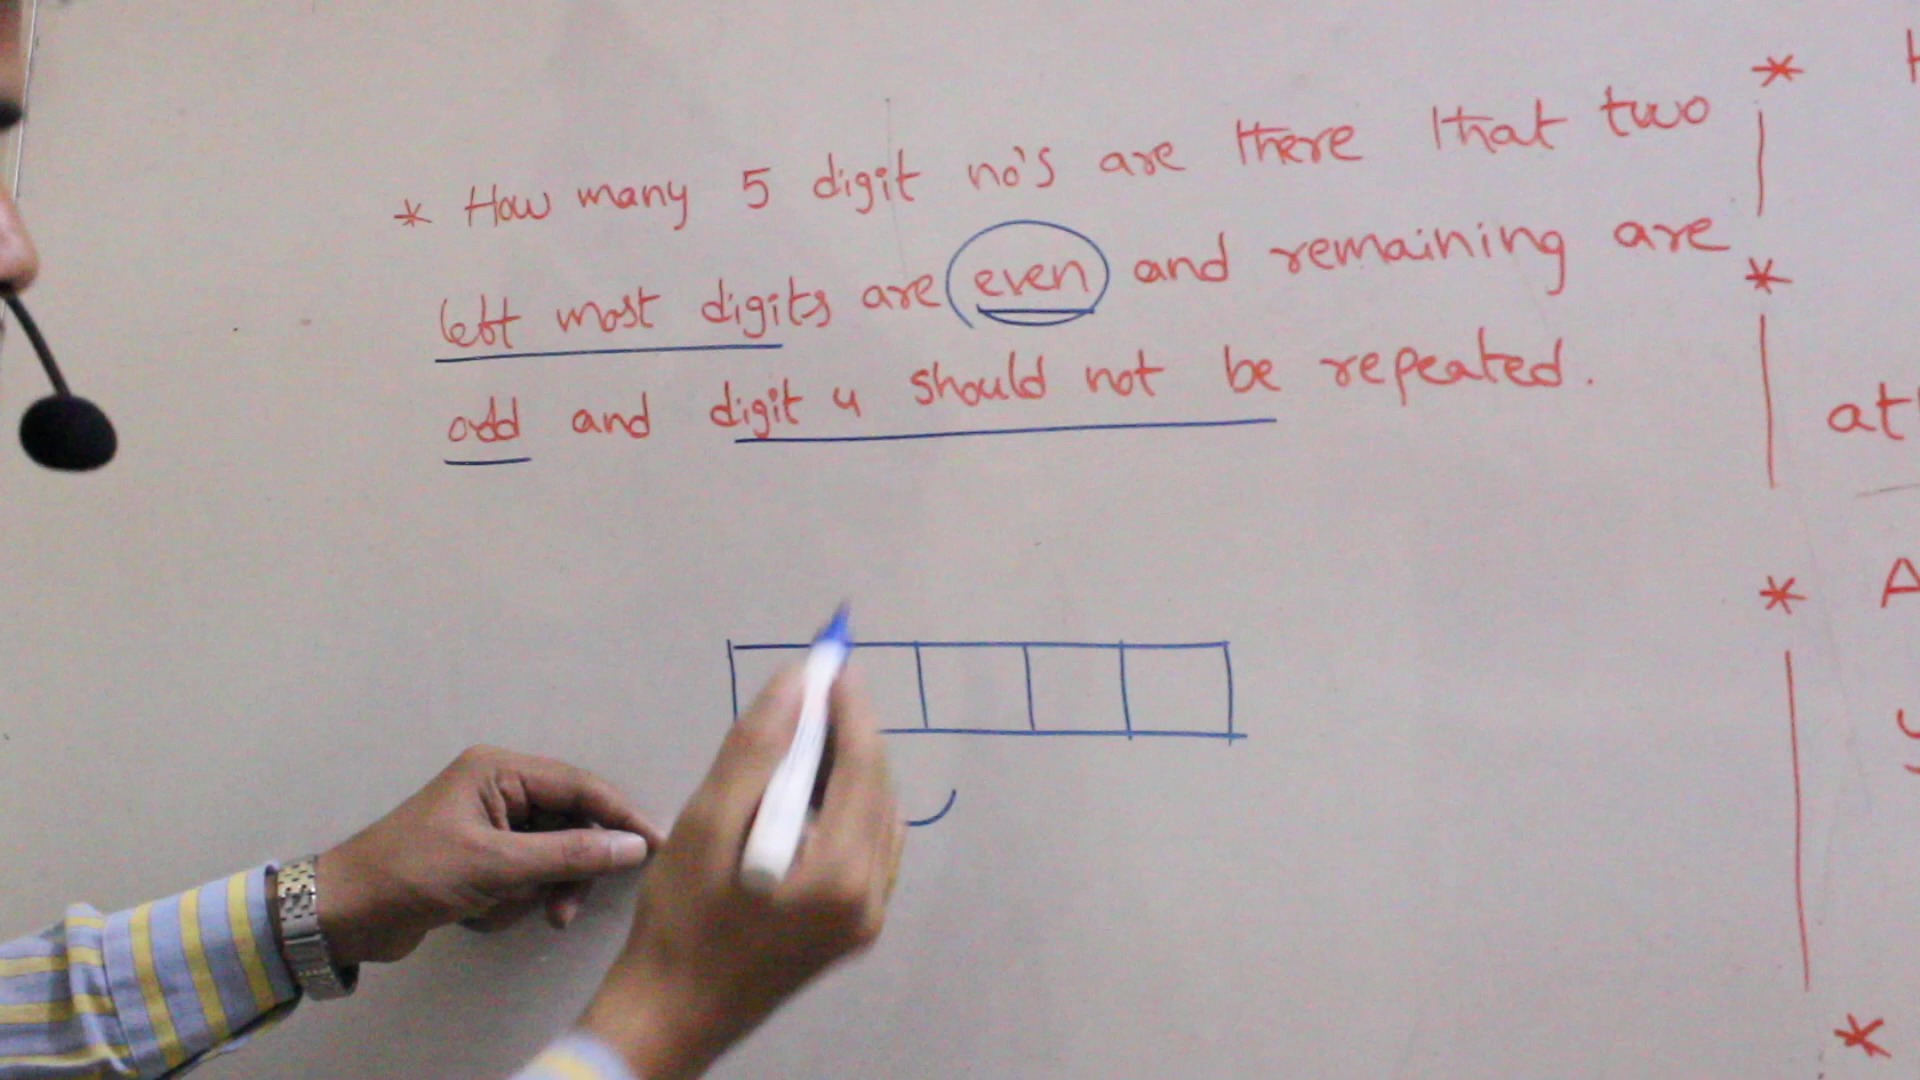 * How many 5 digit no's are there that two
left most digits are even and remaining are
odd and digit 4 should not be repeated.
*
*
at
* A
*